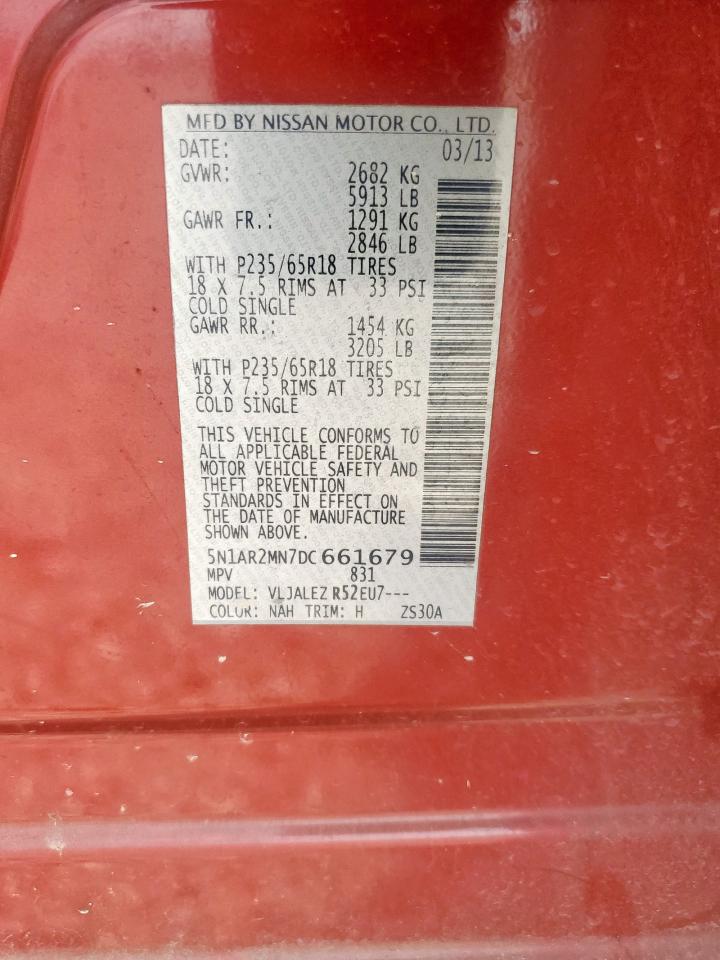 MFD BY NISSAN MOTOR CO., LTD.
DATE: 03/13
GVWR: 2682 KG
5913 LB
GAWR FR.: 1291 KG
2846 LB
WITH P235/65R18 TIRES
18 X 7.5 RIMS AT 33 PSI
COLD SINGLE
GAWR RR.: 1454 KG
3205 LB
WITH P235/65R18 TIRES
18 X 7.5 RIMS AT 33 PSI
COLD SINGLE
THIS VEHICLE CONFORMS TO
ALL APPLICABLE FEDERAL
MOTOR VEHICLE SAFETY AND
THEFT PREVENTION
STANDARDS IN EFFECT ON
THE DATE OF MANUFACTURE
SHOWN ABOVE.
5N1AR2MN7DC661679
MPV 831
MODEL: VLJALEZ R52EU7---
COLOR: NAH TRIM: H ZS30A